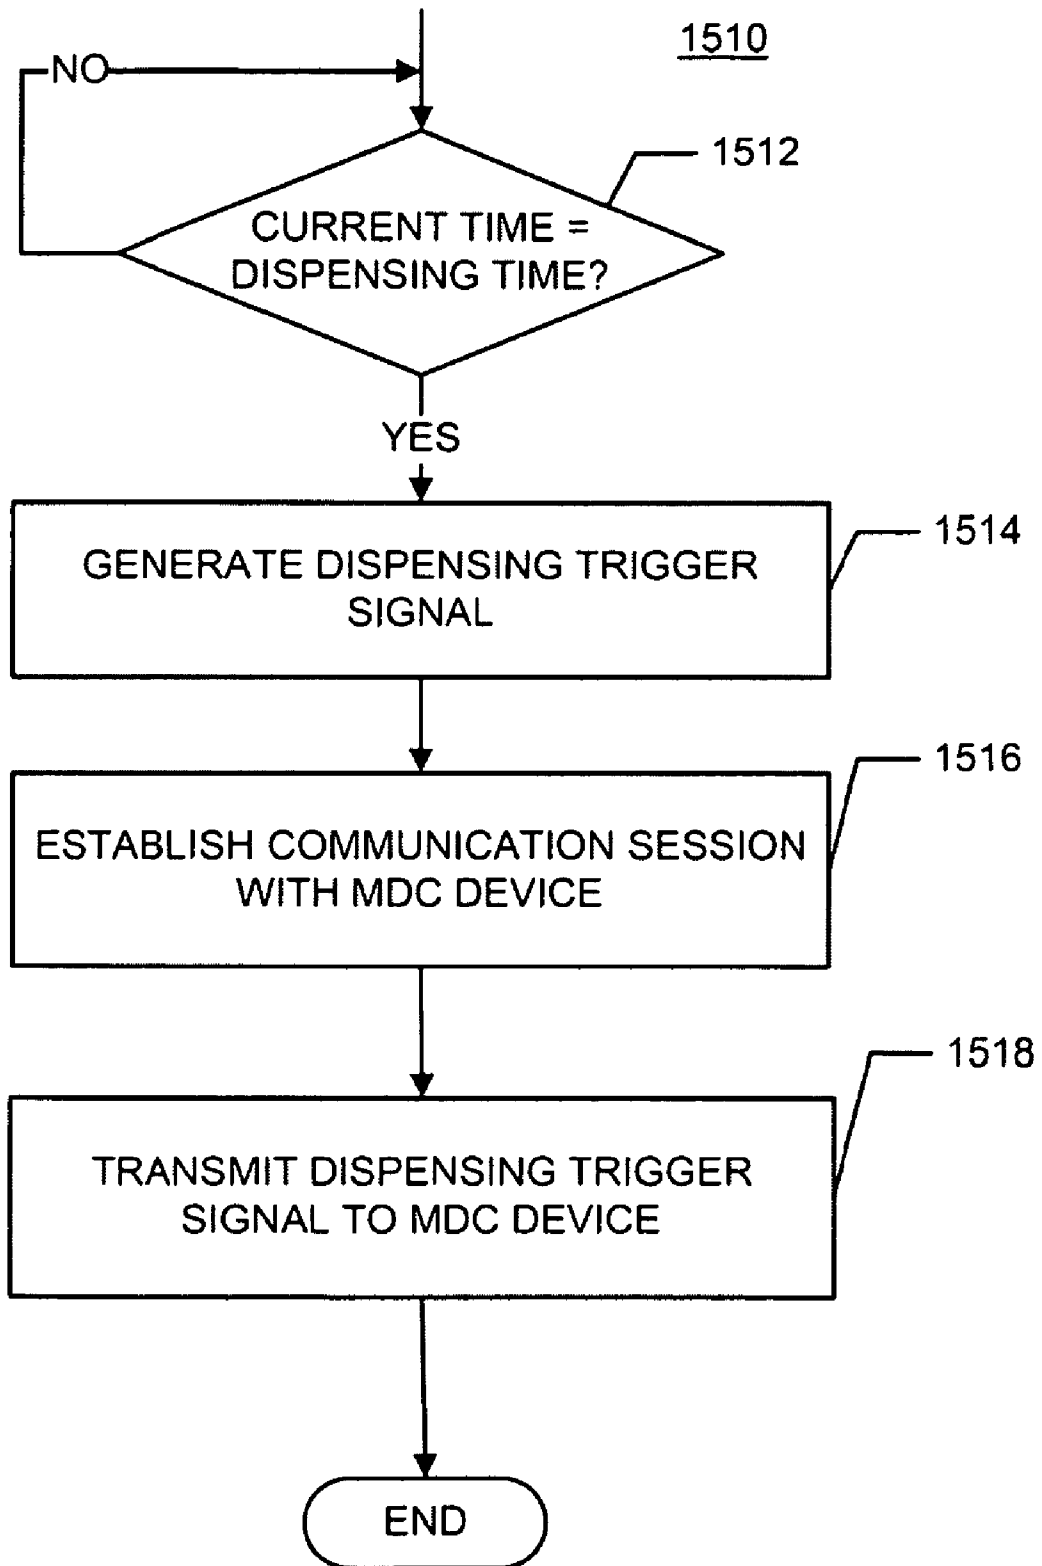 1510
NO
1512
CURRENT TIME =
DISPENSING TIME?
YES
1514
GENERATE DISPENSING TRIGGER
SIGNAL
1516
ESTABLISH COMMUNICATION SESSION
WITH MDC DEVICE
1518
TRANSMIT DISPENSING TRIGGER
SIGNAL TO MDC DEVICE
END